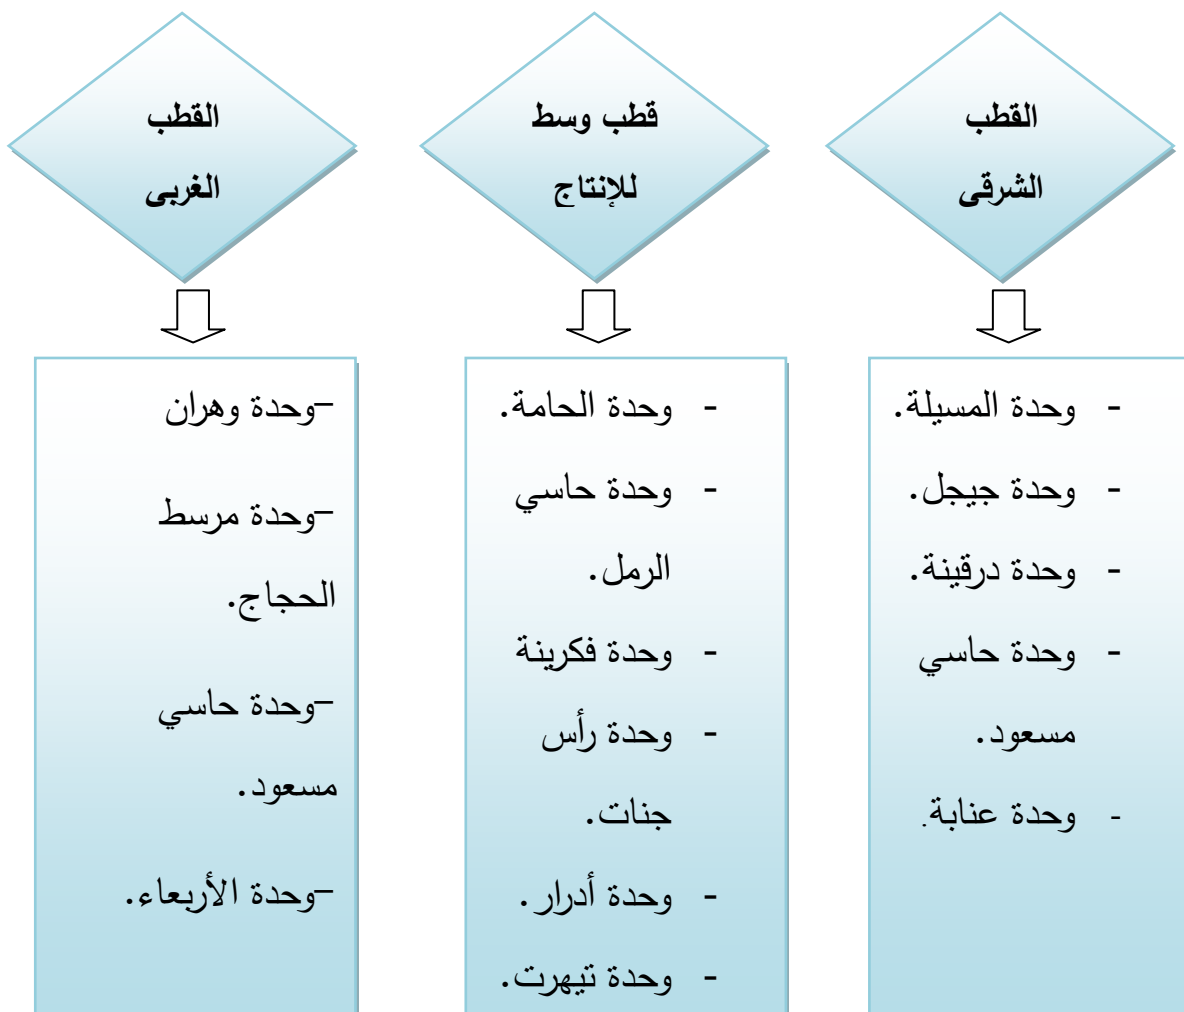 القطب
الشرقى
- وحدة المسيلة.
- وحدة جيجل.
- وحدة درقينة.
- وحدة حاسي
مسعود.
- وحدة عنابة.
قطب وسط
للإنتاج
- وحدة الحامة.
- وحدة حاسي
الرمل.
- وحدة فكرينة
- وحدة رأس
جنات.
- وحدة أدرار.
- وحدة تيهرت.
القطب
الغربى
-وحدة وهران
-وحدة مرسط
الحجاج.
-وحدة حاسي
مسعود.
-وحدة الأربعاء.